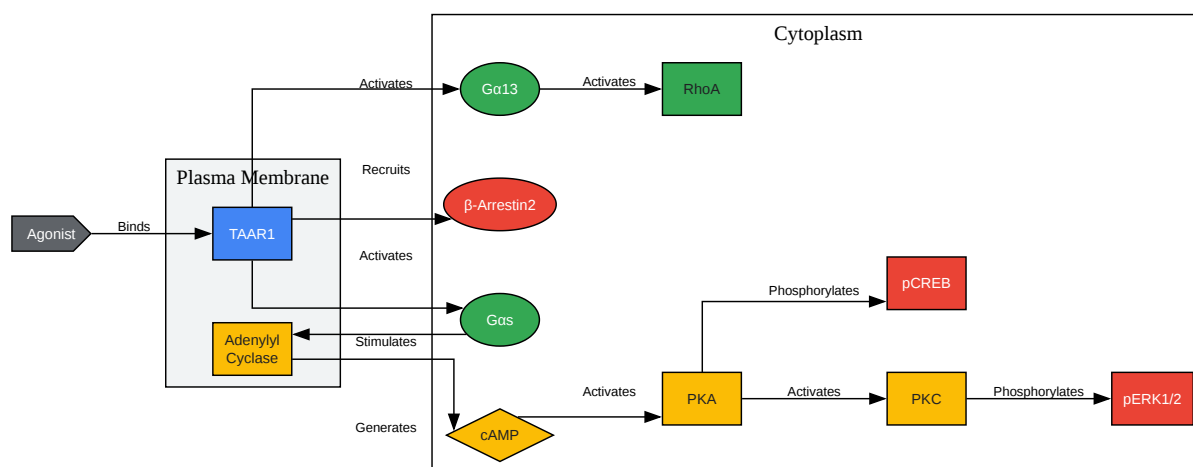 Cytoplasm
Activates
Gα13
Activates
RhoA
Plasma Membrane
Recruits
β-Arrestin2
Agonist
Binds
TAAR1
Activates
Gαs
Stimulates
Adenylyl
Cyclase
Generates
cAMP
Activates
PKA
Phosphorylates
pCREB
Activates
PKC
Phosphorylates
pERK1/2